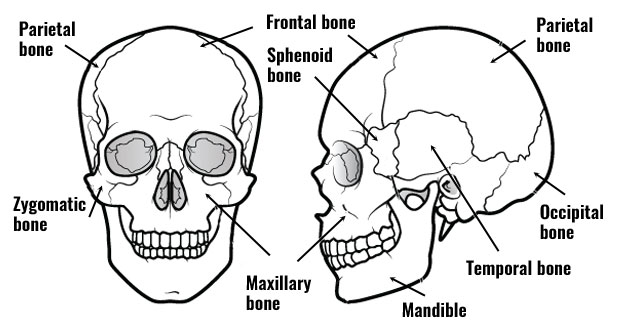 Parietal
bone
Frontal bone
Parietal
bone
Sphenoid
bone
Zygomatic
bone
Occipital
bone
Maxillary
bone
Temporal bone
Mandible